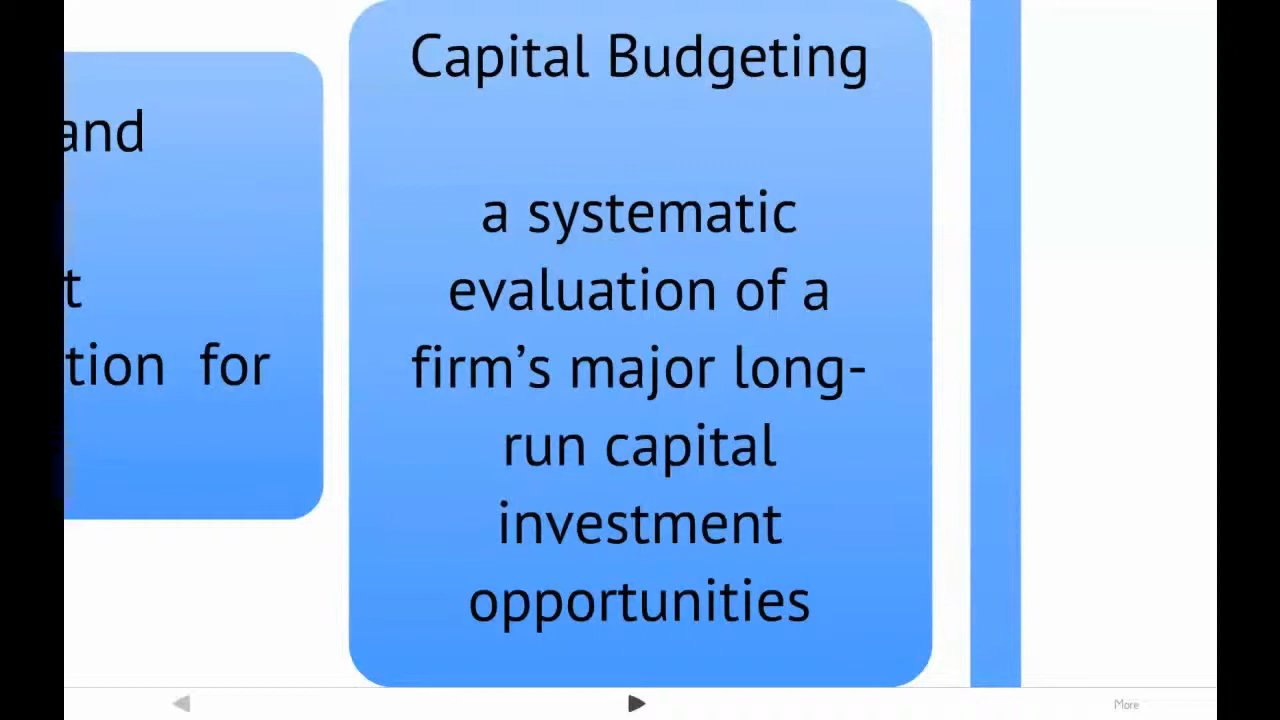 and
t
tion for
Capital Budgeting
a systematic
evaluation of a
firm’s major long-
run capital
investment
opportunities
More